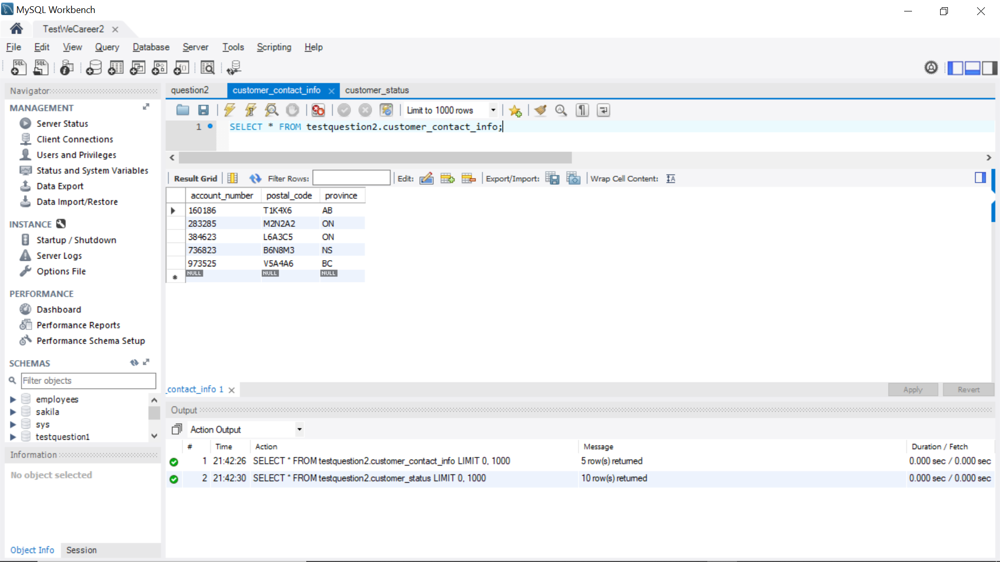 MySQL Workbench
TestWeCareer2
File Edit View Query Database Server Tools Scripting Help
Navigator
MANAGEMENT
Server Status
Client Connections
Users and Privileges
Status and System Variables
Data Export
Data Import/Restore
INSTANCE
Startup / Shutdown
Server Logs
Options File
PERFORMANCE
Dashboard
Performance Reports
Performance Schema Setup
SCHEMAS
Filter objects
employees
sakila
sys
testquestion1
Information
No object selected
Object Info Session
question2 customer_contact_info customer_status
Limit to 1000 rows
1 SELECT * FROM testquestion2.customer_contact_info;
Result Grid Filter Rows: Edit: Export/Import: Wrap Cell Content:
account_number postal_code province
160186 T1K4X6 AB
283285 M2N2A2 ON
384623 L6A3C5 ON
736823 B6N8M3 NS
973525 V5A4A6 BC
NULL NULL NULL
_contact_info 1 Apply Revert
Output
Action Output
# Time Action Message Duration / Fetch
1 21:42:26 SELECT * FROM testquestion2.customer_contact_info LIMIT 0, 1000 5 row(s) returned 0.000 sec / 0.000 sec
2 21:42:30 SELECT * FROM testquestion2.customer_status LIMIT 0, 1000 10 row(s) returned 0.000 sec / 0.000 sec